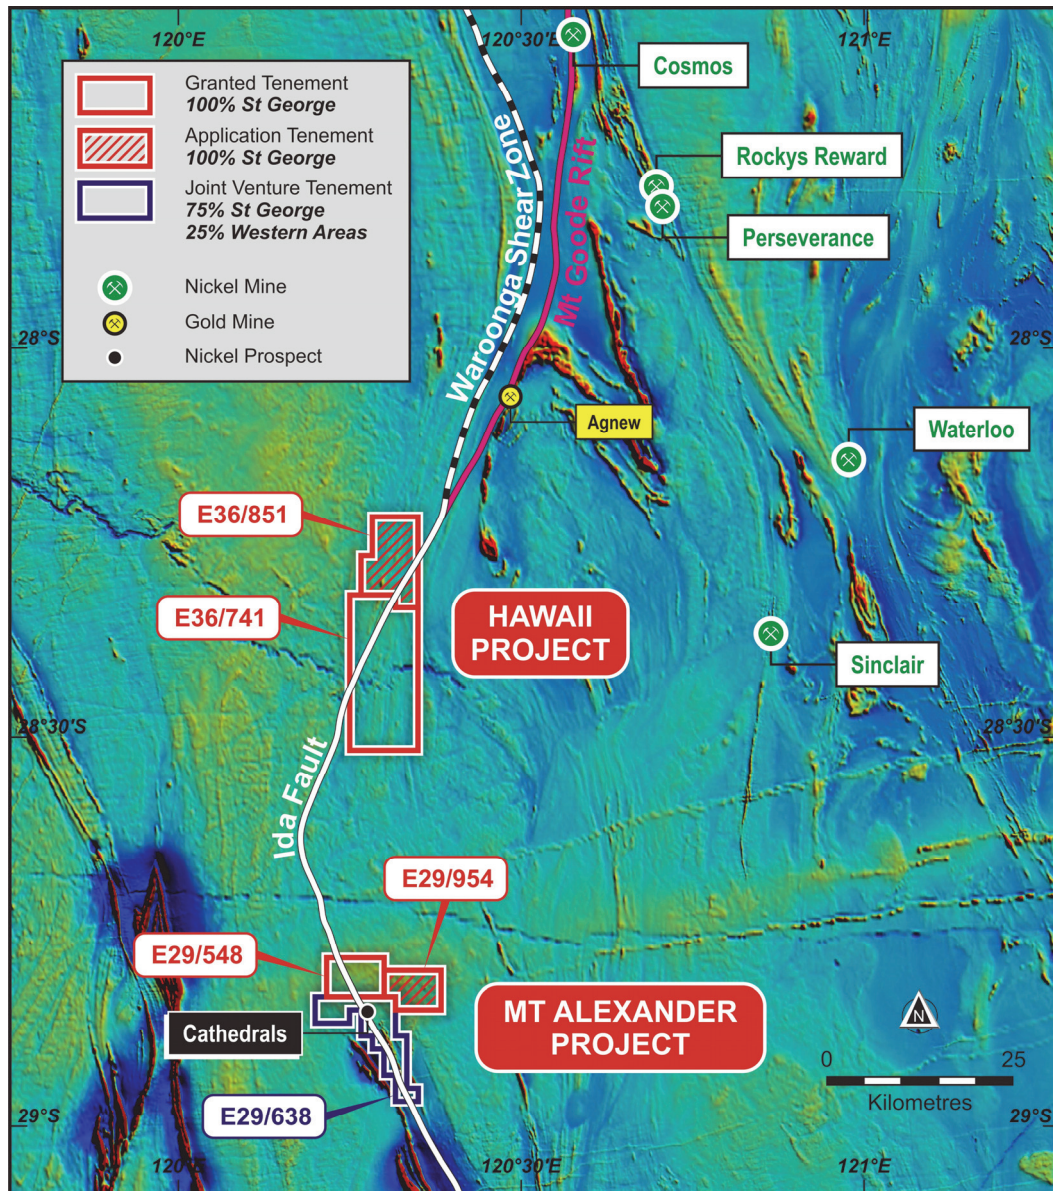 120°E
120°30'E
121°E
Granted Tenement
100% St George
Application Tenement
100% St George
Joint Venture Tenement
75% St George
25% Western Areas
Nickel Mine
Gold Mine
Nickel Prospect
Cosmos
Rockys Reward
Perseverance
Waroonga Shear Zone
Mt Goode Rift
28°S
28°S
Agnew
Waterloo
E36/851
E36/741
HAWAII
PROJECT
Sinclair
28°30'S
28°30'S
Ida Fault
E29/954
E29/548
MT ALEXANDER
PROJECT
Cathedrals
N
0
25
Kilometres
E29/638
29°S
29°S
120°E
120°30'E
121°E